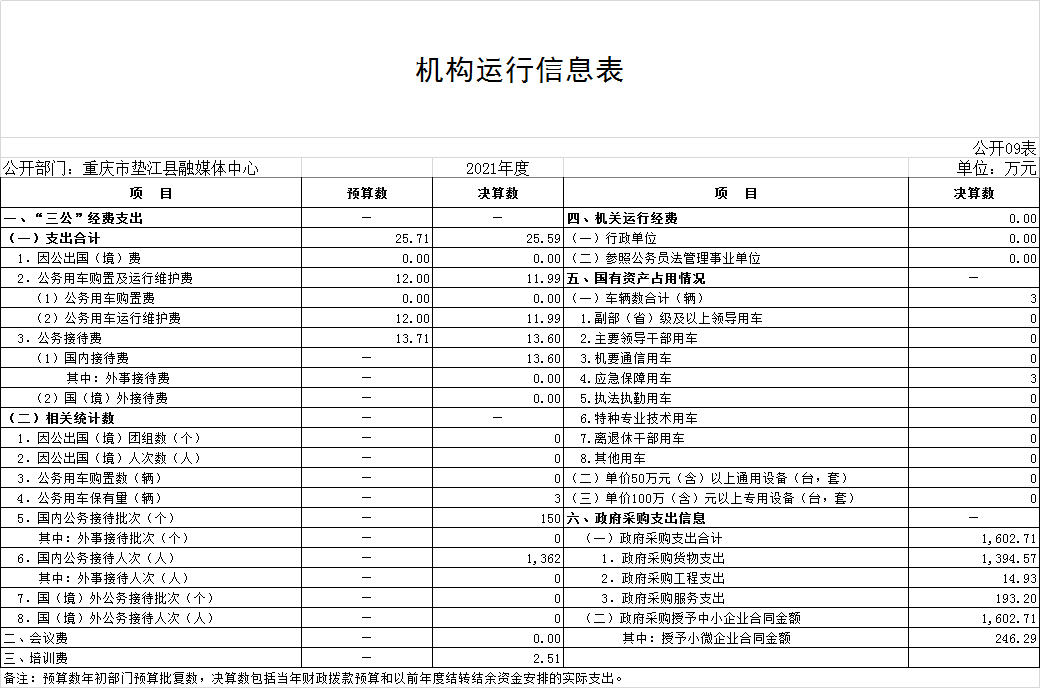 机构运行信息表
公开09表
公开部门：重庆市垫江县融媒体中心 2021年度 单位：万元
项 目 预算数 决算数 项 目 决算数
一、“三公”经费支出 — — 四、机关运行经费 0.00
（一）支出合计 25.71 25.59 （一）行政单位 0.00
1．因公出国（境）费 0.00 0.00 （二）参照公务员法管理事业单位 0.00
2．公务用车购置及运行维护费 12.00 11.99 五、国有资产占用情况 —
（1）公务用车购置费 0.00 0.00 （一）车辆数合计（辆） 3
（2）公务用车运行维护费 12.00 11.99 1.副部（省）级及以上领导用车 0
3．公务接待费 13.71 13.60 2.主要领导干部用车 0
（1）国内接待费 — 13.60 3.机要通信用车 0
其中：外事接待费 — 0.00 4.应急保障用车 3
（2）国（境）外接待费 — 0.00 5.执法执勤用车 0
（二）相关统计数 — — 6.特种专业技术用车 0
1．因公出国（境）团组数（个） — 0 7.离退休干部用车 0
2．因公出国（境）人次数（人） — 0 8.其他用车 0
3．公务用车购置数（辆） — 0 （二）单价50万元（含）以上通用设备（台，套） 0
4．公务用车保有量（辆） — 3 （三）单价100万（含）元以上专用设备（台，套） 0
5．国内公务接待批次（个） — 150 六、政府采购支出信息 —
其中：外事接待批次（个） — 0 （一）政府采购支出合计 1,602.71
6．国内公务接待人次（人） — 1,362 1．政府采购货物支出 1,394.57
其中：外事接待人次（人） — 0 2．政府采购工程支出 14.93
7．国（境）外公务接待批次（个） — 0 3．政府采购服务支出 193.20
8．国（境）外公务接待人次（人） — 0 （二）政府采购授予中小企业合同金额 1,602.71
二、会议费 — 0.00 其中：授予小微企业合同金额 246.29
三、培训费 — 2.51
备注：预算数年初部门预算批复数，决算数包括当年财政拨款预算和以前年度结转结余资金安排的实际支出。